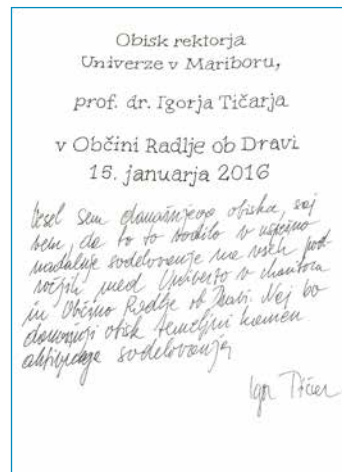 Obisk rektorja
Univerze v Mariboru,
prof. dr. Igorja Tičarja
v Občini Radlje ob Dravi
15. januarja 2016
Vesel sem današnjega obiska, saj
vem, da bo to vodilo v uspešno
nadaljnje sodelovanje na vseh pod-
ročjih med Univerzo v Mariboru
in Občino Radlje ob Dravi. Naj bo
današnji obisk temeljni kamen
sodelovanja
Igor Tičar